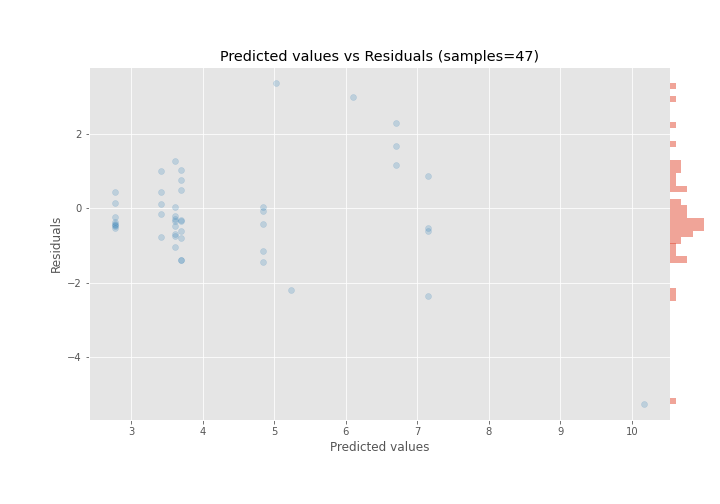 Predicted values vs Residuals (samples=47)
Residuals
2
0
−2
−4
3 4 5 6 7 8 9 10
Predicted values